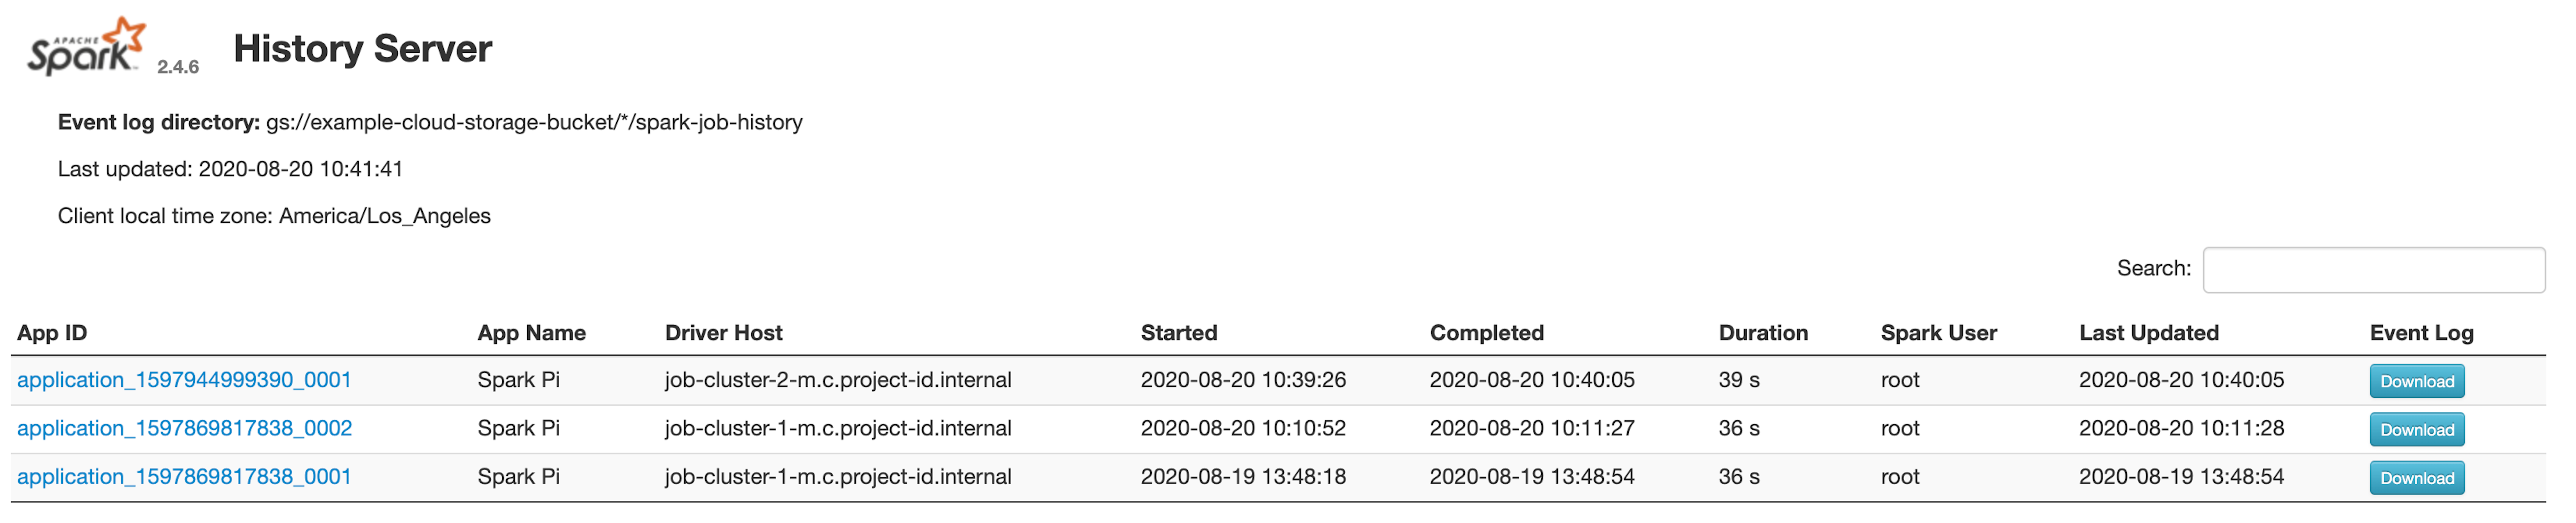 APACHE
Spark™ 2.4.6 History Server
Event log directory: gs://example-cloud-storage-bucket/*/spark-job-history
Last updated: 2020-08-20 10:41:41
Client local time zone: America/Los_Angeles
Search:
App ID App Name Driver Host Started Completed Duration Spark User Last Updated Event Log
application_1597944999390_0001 Spark Pi job-cluster-2-m.c.project-id.internal 2020-08-20 10:39:26 2020-08-20 10:40:05 39 s root 2020-08-20 10:40:05 Download
application_1597869817838_0002 Spark Pi job-cluster-1-m.c.project-id.internal 2020-08-20 10:10:52 2020-08-20 10:11:27 36 s root 2020-08-20 10:11:28 Download
application_1597869817838_0001 Spark Pi job-cluster-1-m.c.project-id.internal 2020-08-19 13:48:18 2020-08-19 13:48:54 36 s root 2020-08-19 13:48:54 Download